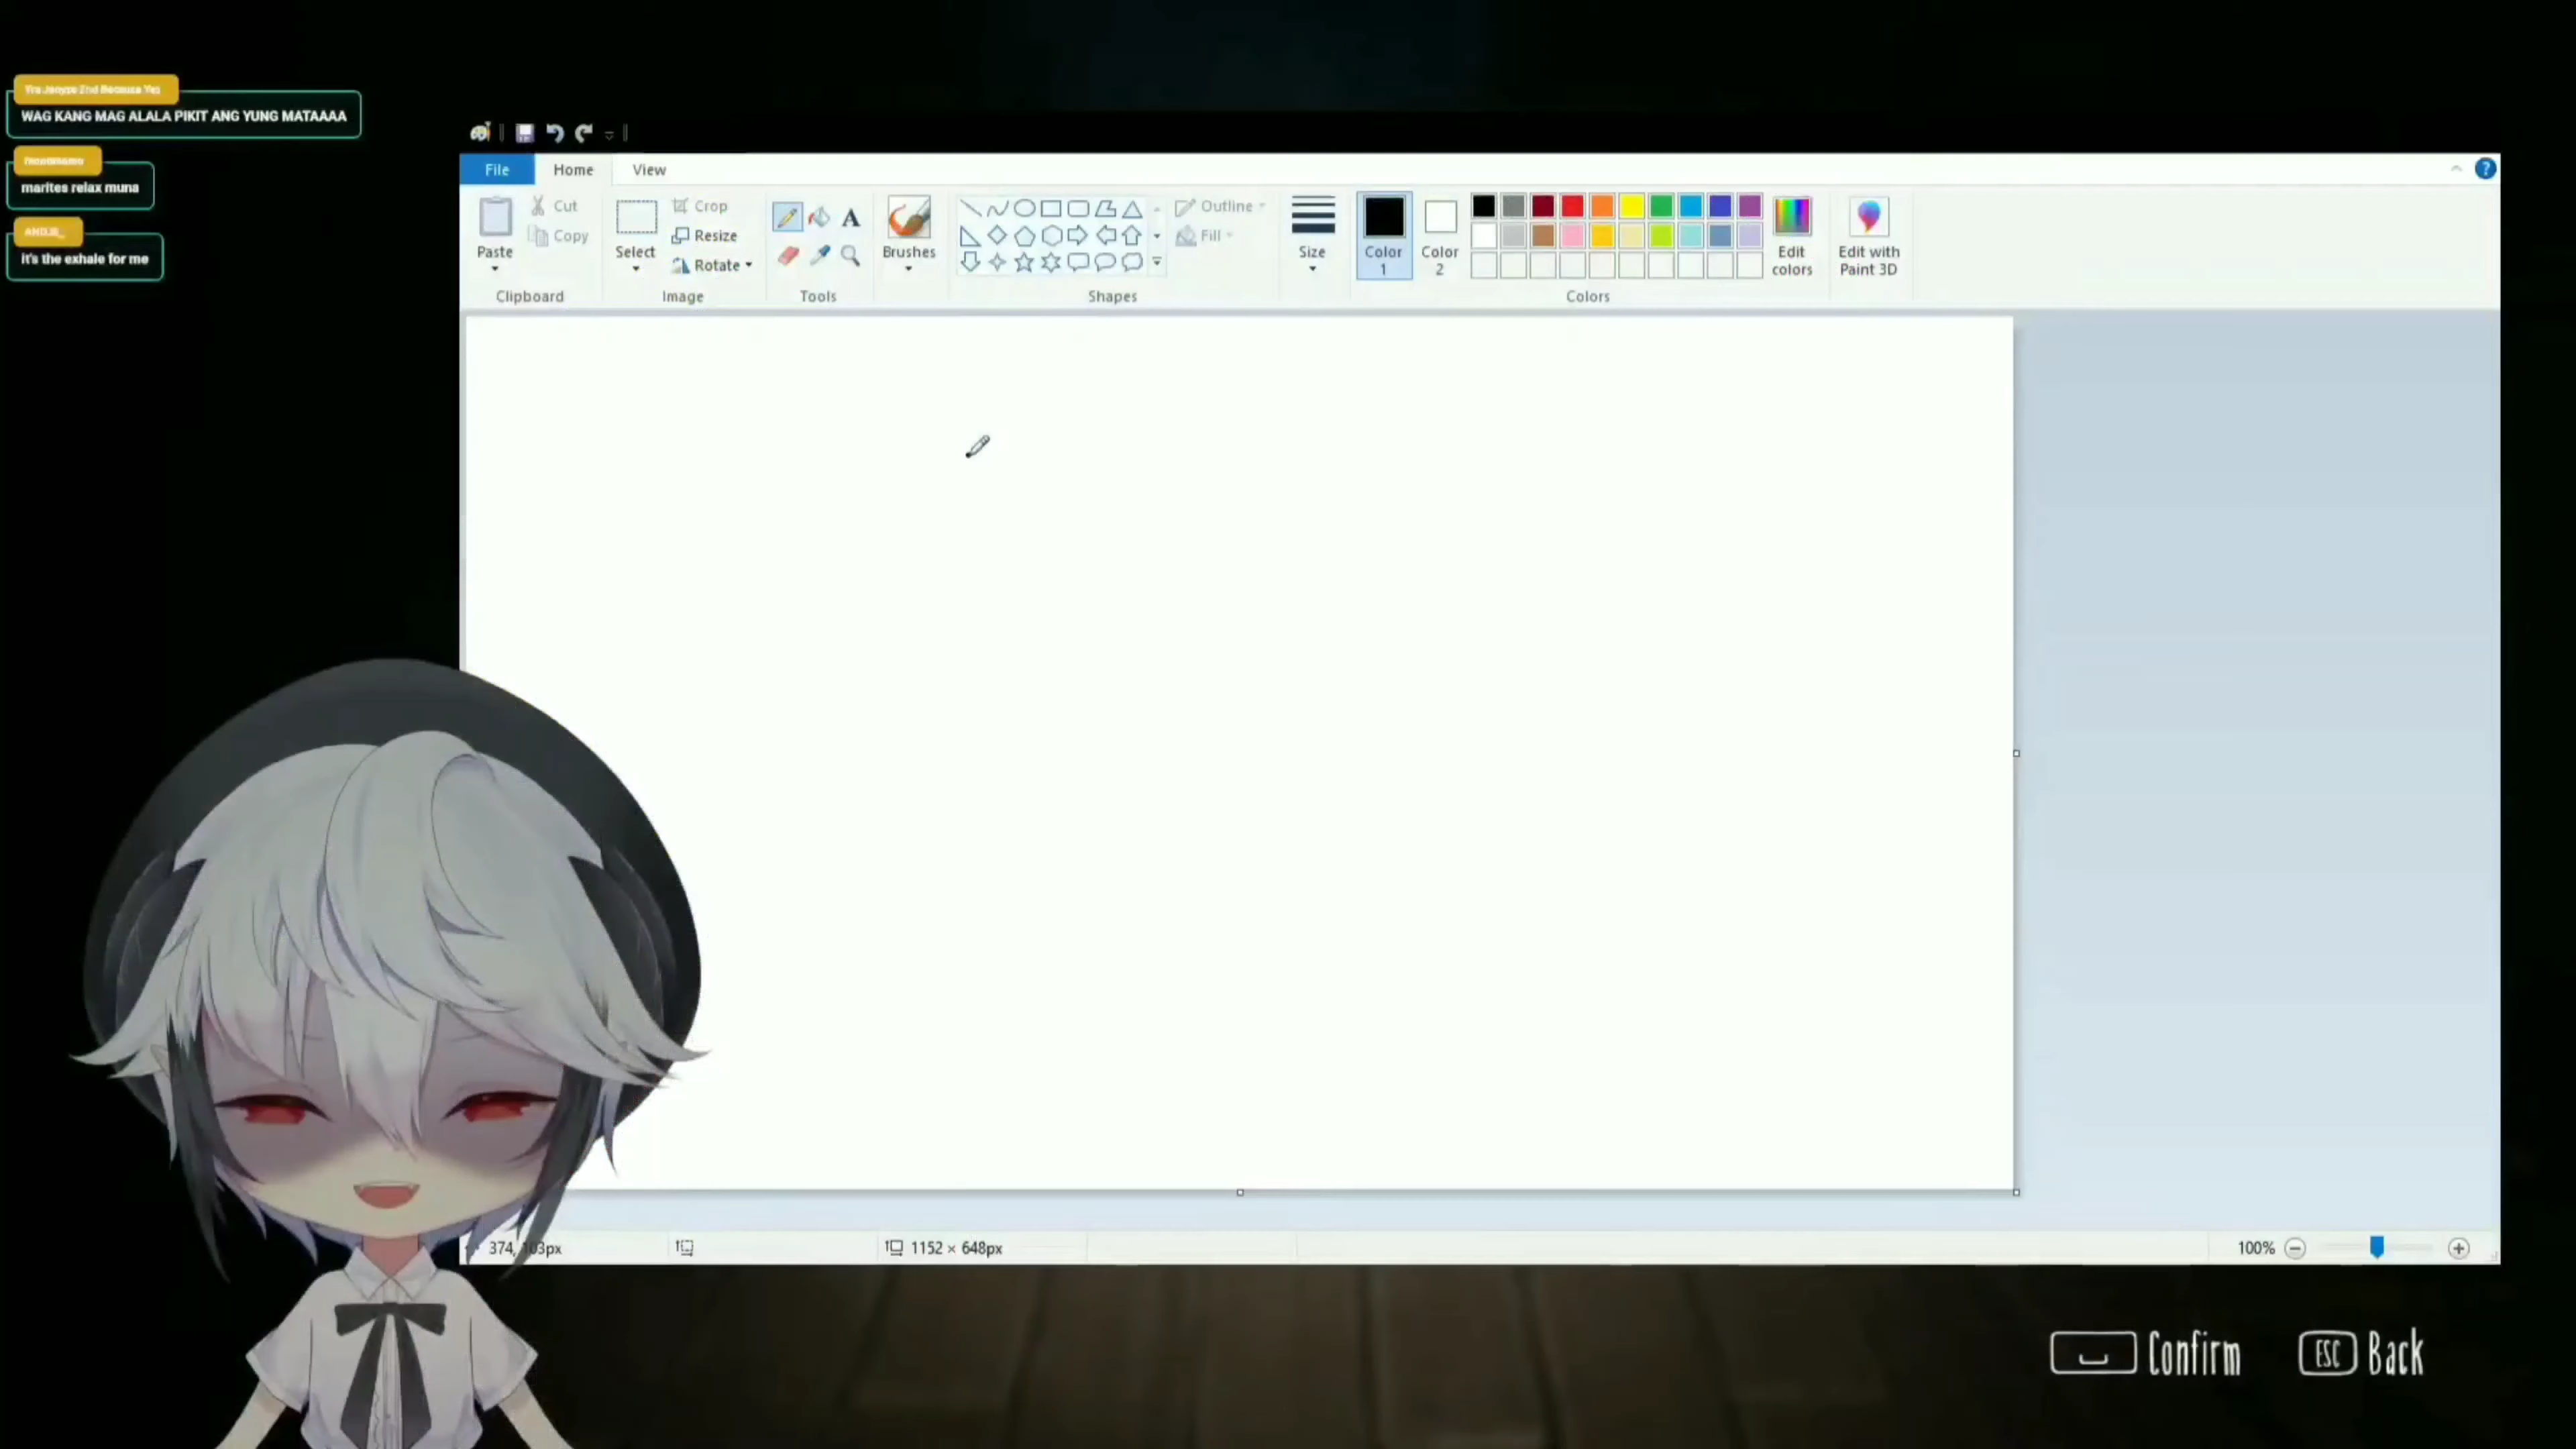 WAG KANG MAG ALALA PIKIT ANG YUNG MATAAAA
marites relax muna
it's the exhale for me
File Home View
Paste
Cut
Copy
Clipboard
Select
Crop
Resize
Rotate
Image
A
Tools
Brushes
Shapes
Outline
Fill
Size
Color 1
Color 2
Colors
Edit colors
Edit with Paint 3D
?
1152 × 648px
100%
Confirm
ESC Back